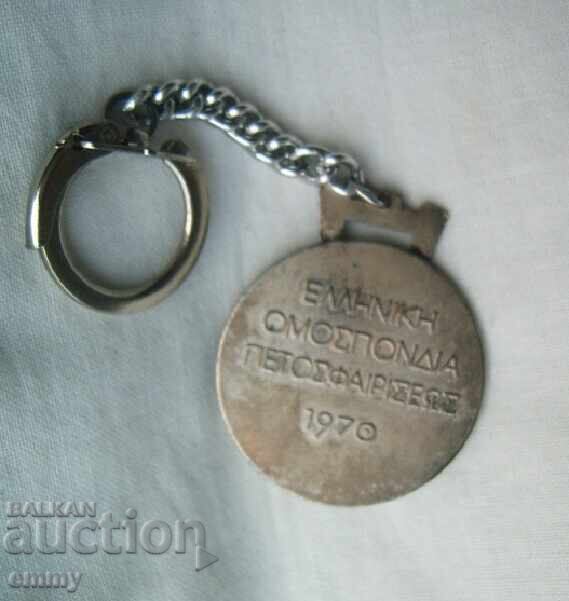 ΕΛΛΗΝΙΚΗ
ΟΜΟΣΠΟΝΔΙΑ
ΠΕΤΟΣΦΑΙΡΙΣΕΩΣ
1970
BALKAN
auction
emmy